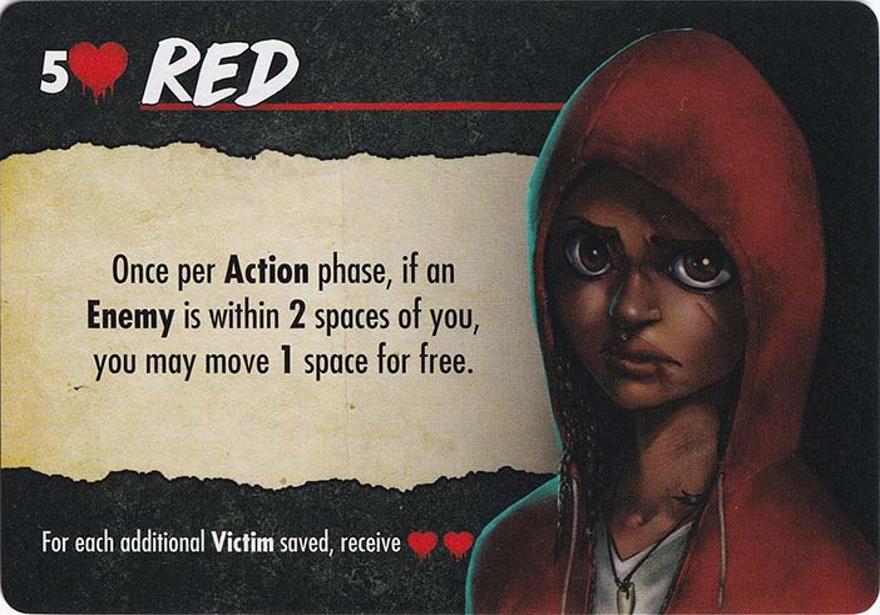 5 RED
Once per Action phase, if an
Enemy is within 2 spaces of you,
you may move 1 space for free.
For each additional Victim saved, receive